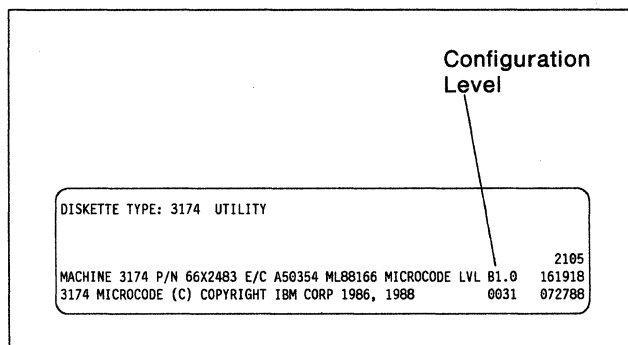 Configuration
Level
DISKETTE TYPE: 3174 UTILITY
2105
MACHINE 3174 P/N 66X2483 E/C A50354 ML88166 MICROCODE LVL B1.0 161918
3174 MICROCODE (C) COPYRIGHT IBM CORP 1986, 1988 0031 072788